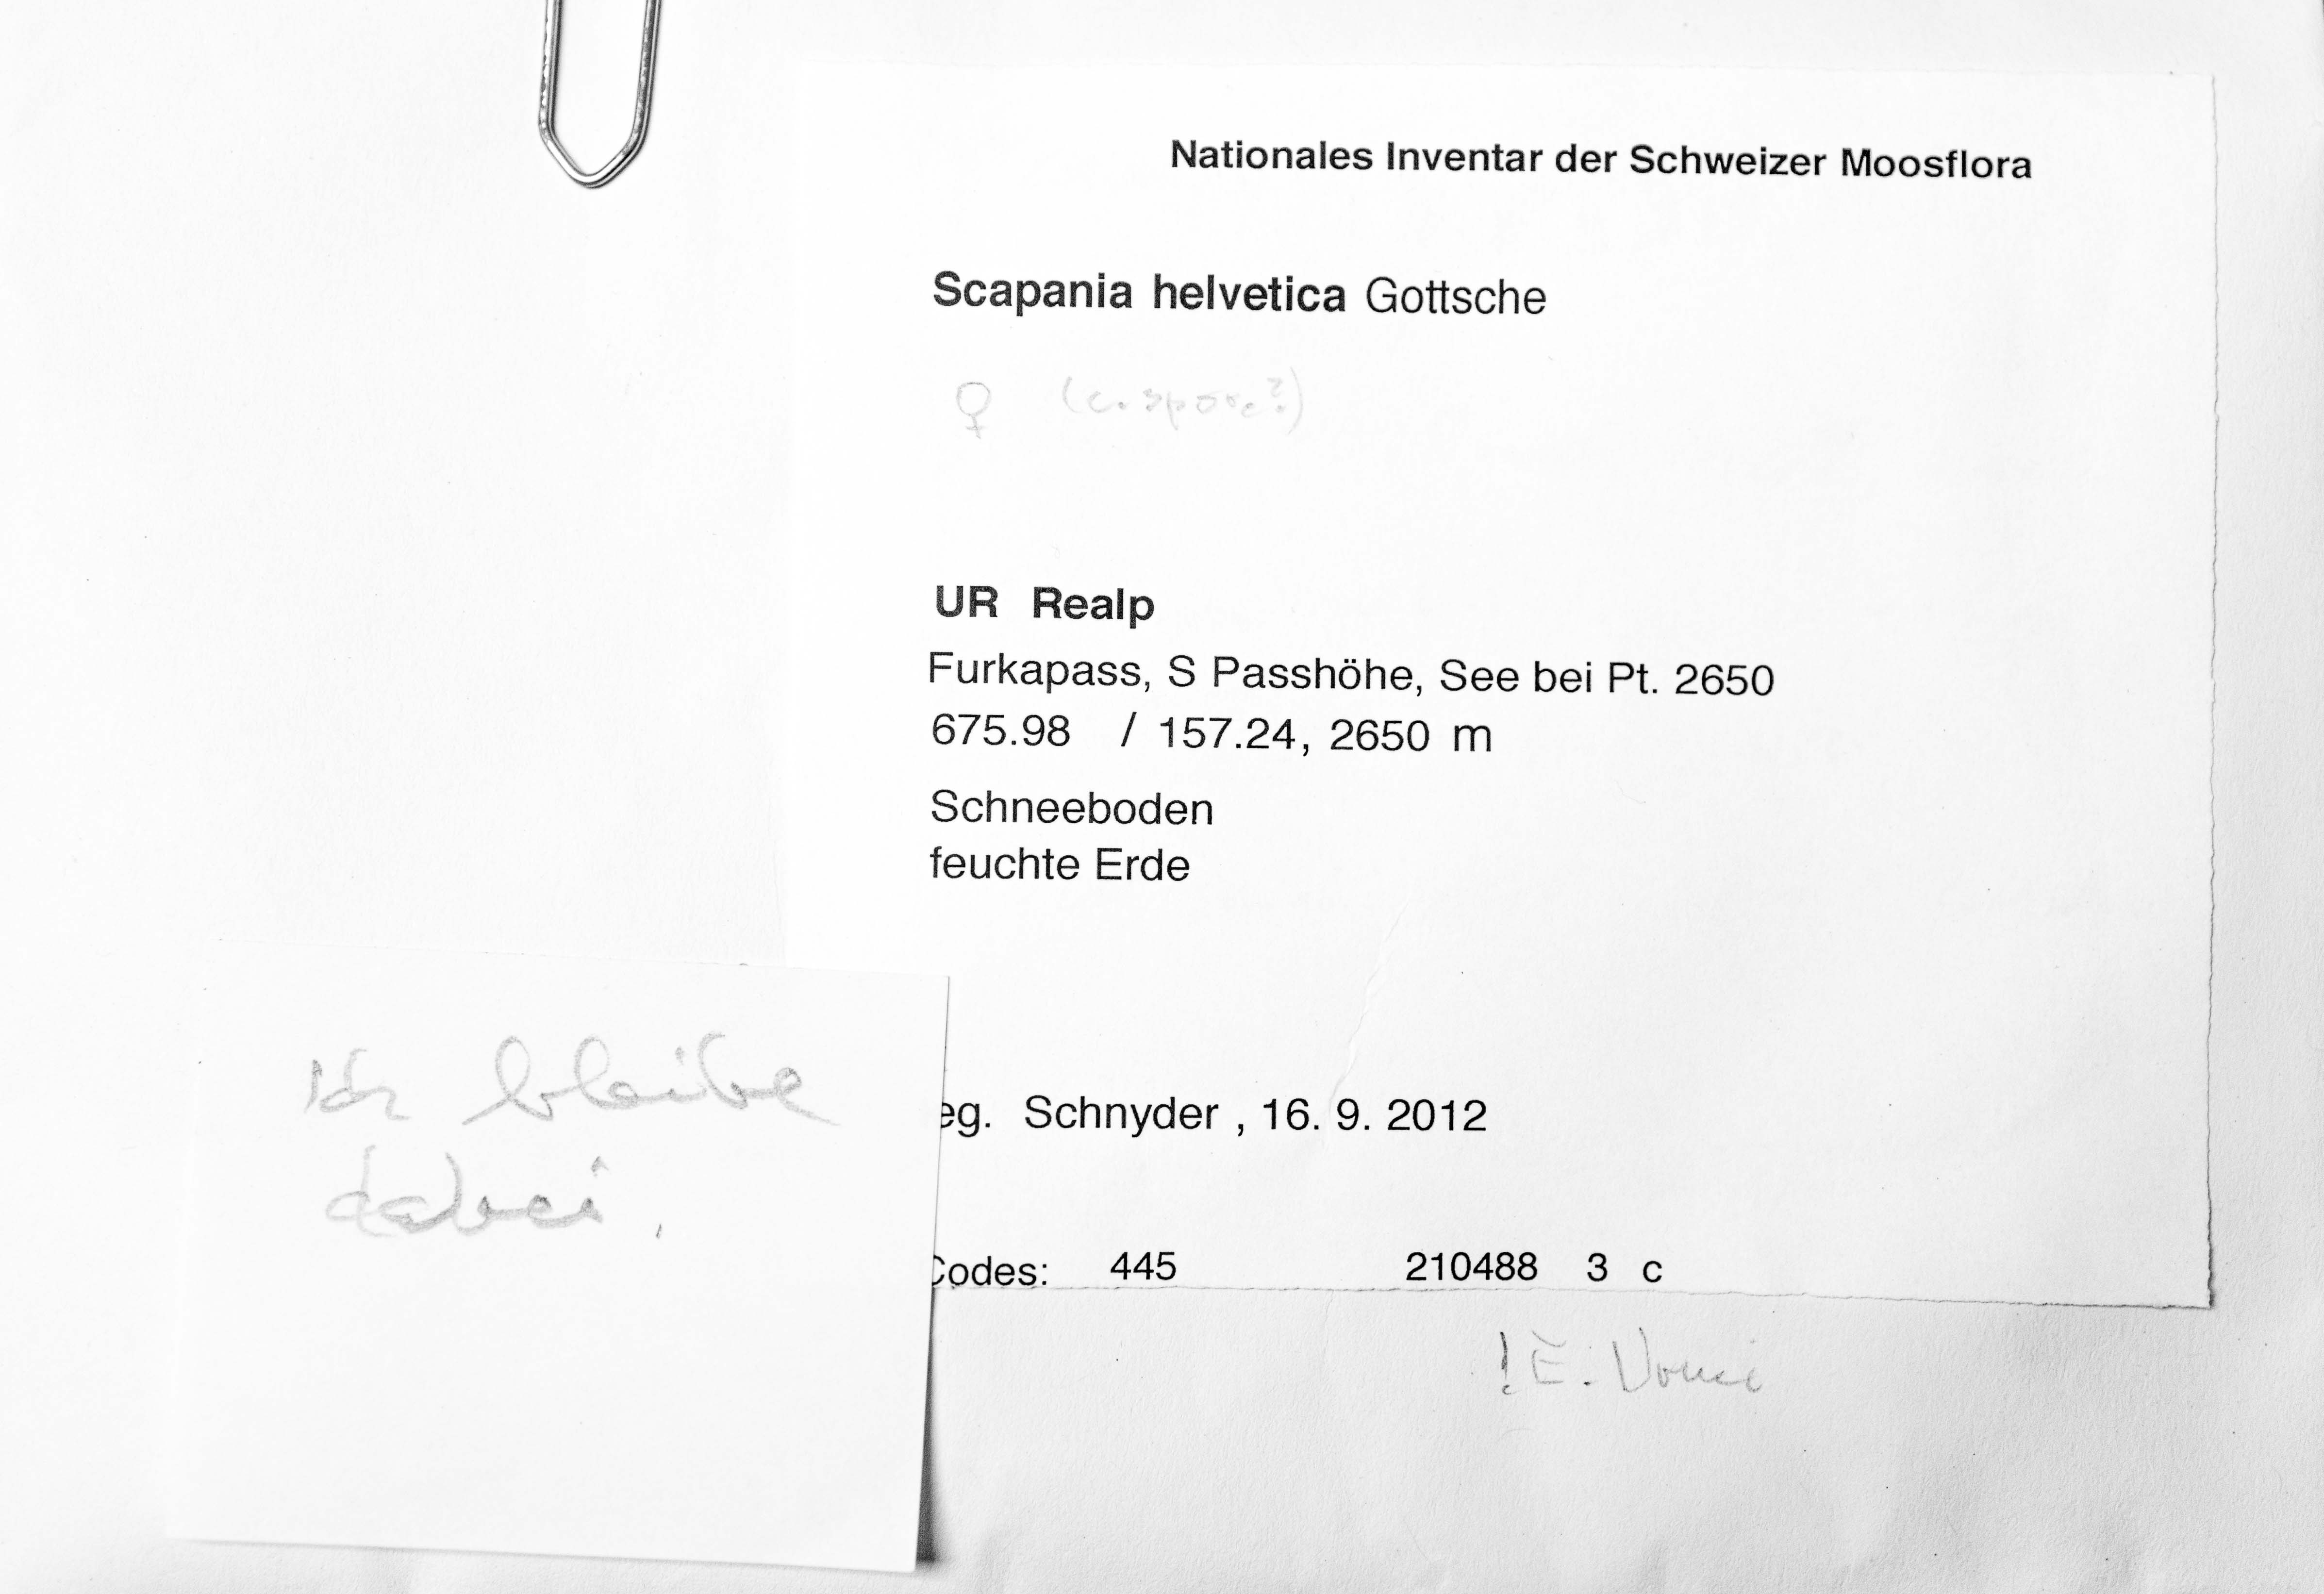 Nationales Inventar der Schweizer Moosflora
Scapania helvetica Gottsche
♀ (c. spor.?)
UR Realp
Furkapass, S Passhöhe, See bei Pt. 2650
675.98 / 157.24, 2650 m
Schneeboden
feuchte Erde
Ich bleibe
dabei.
eg. Schnyder , 16. 9. 2012
Codes: 445 210488 3 c
! E.